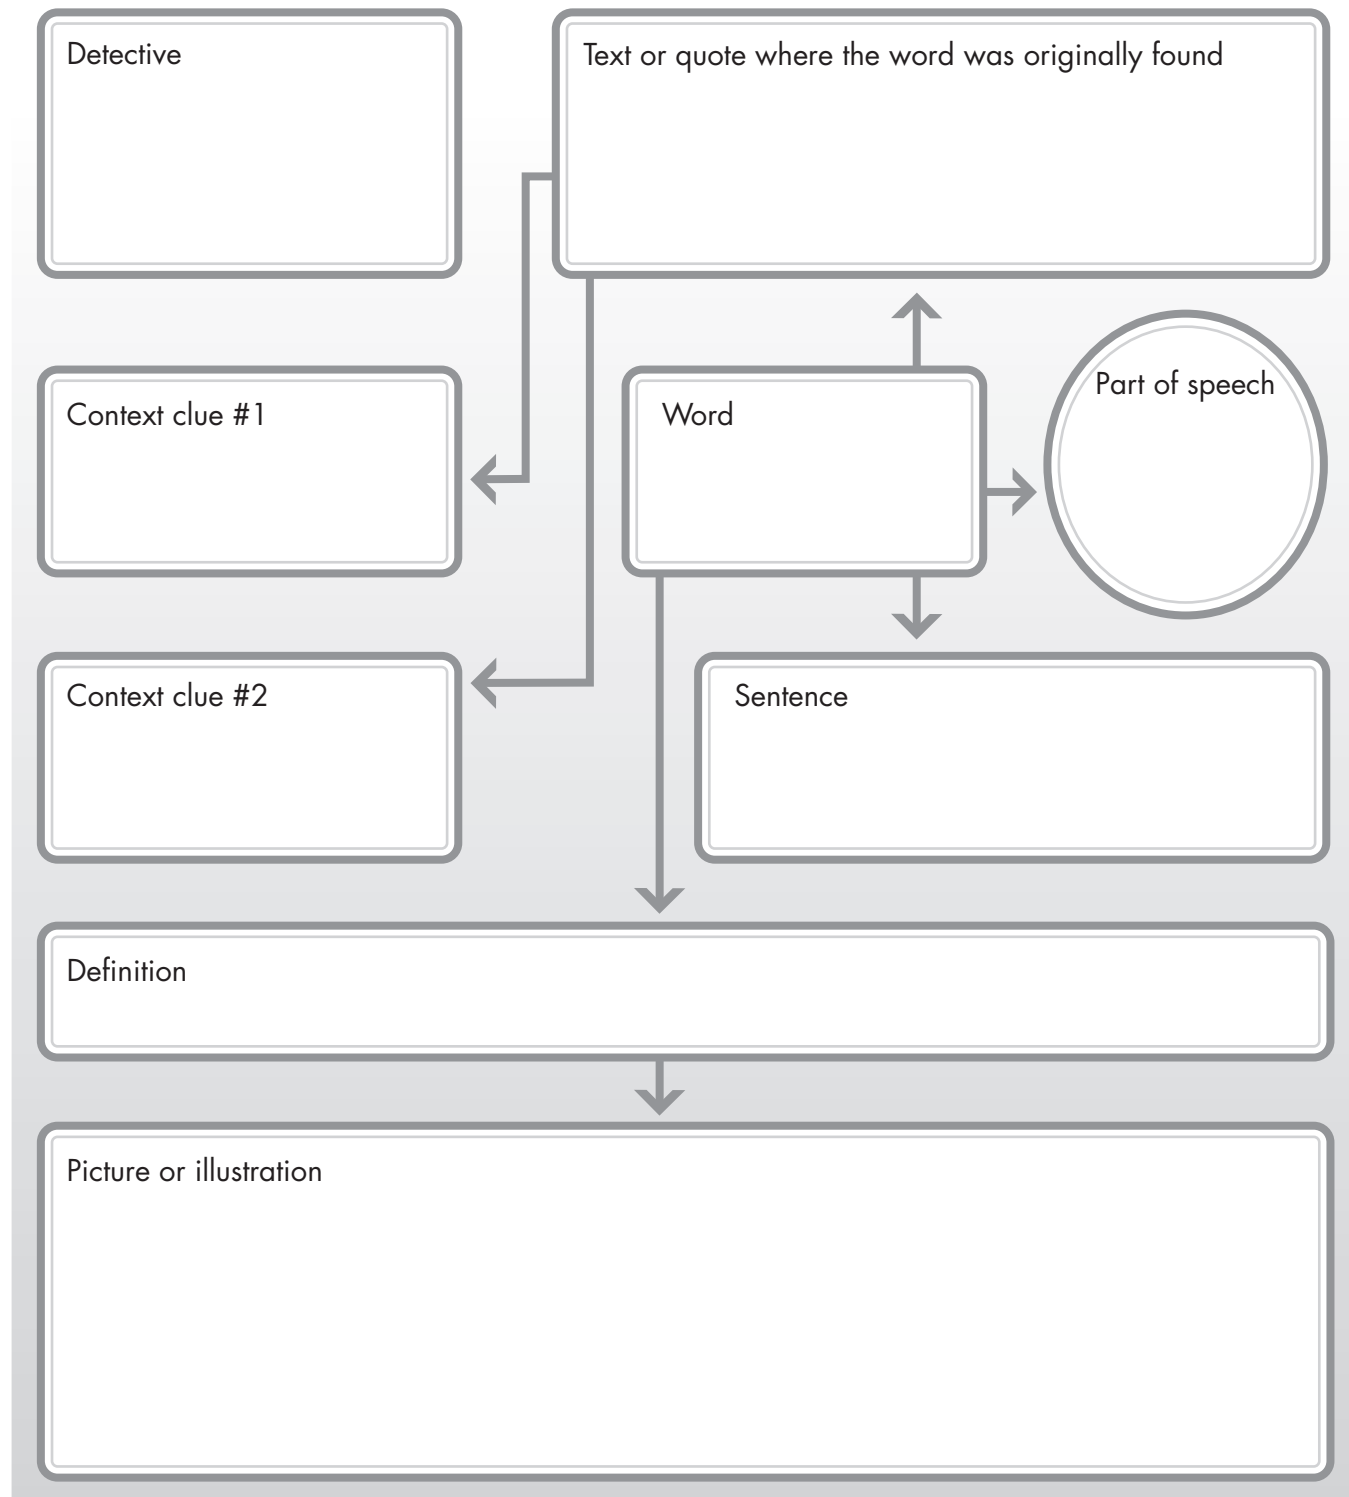 Detective
Text or quote where the word was originally found
Context clue #1
Word
Part of speech
Context clue #2
Sentence
Definition
Picture or illustration